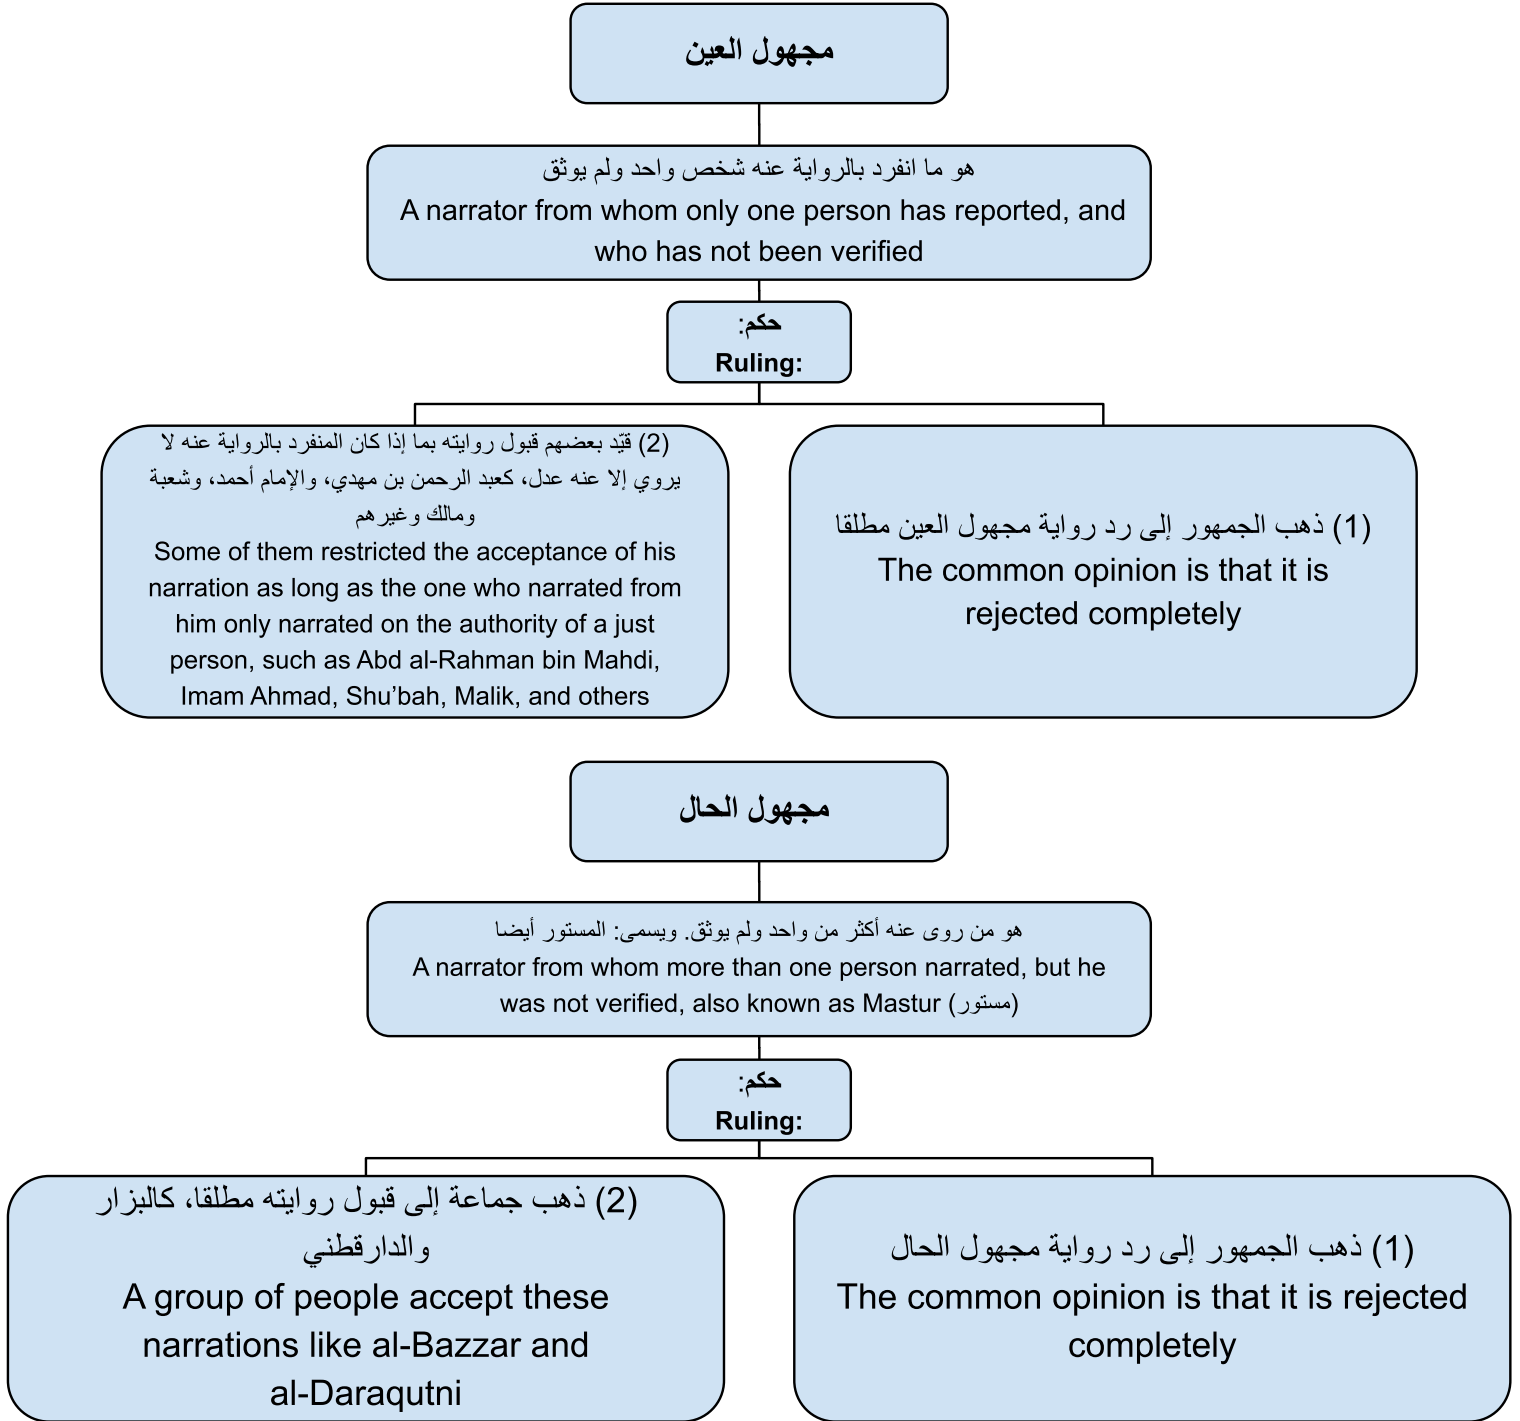 مجهول العين
هو ما انفرد بالرواية عنه شخص واحد ولم يوثق
A narrator from whom only one person has reported, and
who has not been verified
حكم:
Ruling:
(1) ذهب الجمهور إلى رد رواية مجهول العين مطلقا
The common opinion is that it is
rejected completely
(2) قيّد بعضهم قبول روايته بما إذا كان المنفرد بالرواية عنه لا
يروي إلا عنه عدل، كعبد الرحمن بن مهدي، والإمام أحمد، وشعبة
ومالك وغيرهم
Some of them restricted the acceptance of his
narration as long as the one who narrated from
him only narrated on the authority of a just
person, such as Abd al-Rahman bin Mahdi,
Imam Ahmad, Shu’bah, Malik, and others
مجهول الحال
هو من روى عنه أكثر من واحد ولم يوثق. ويسمى: المستور أيضا
A narrator from whom more than one person narrated, but he
was not verified, also known as Mastur (مستور)
حكم:
Ruling:
(1) ذهب الجمهور إلى رد رواية مجهول الحال
The common opinion is that it is rejected
completely
(2) ذهب جماعة إلى قبول روايته مطلقا، كالبزار
والدارقطني
A group of people accept these
narrations like al-Bazzar and
al-Daraqutni